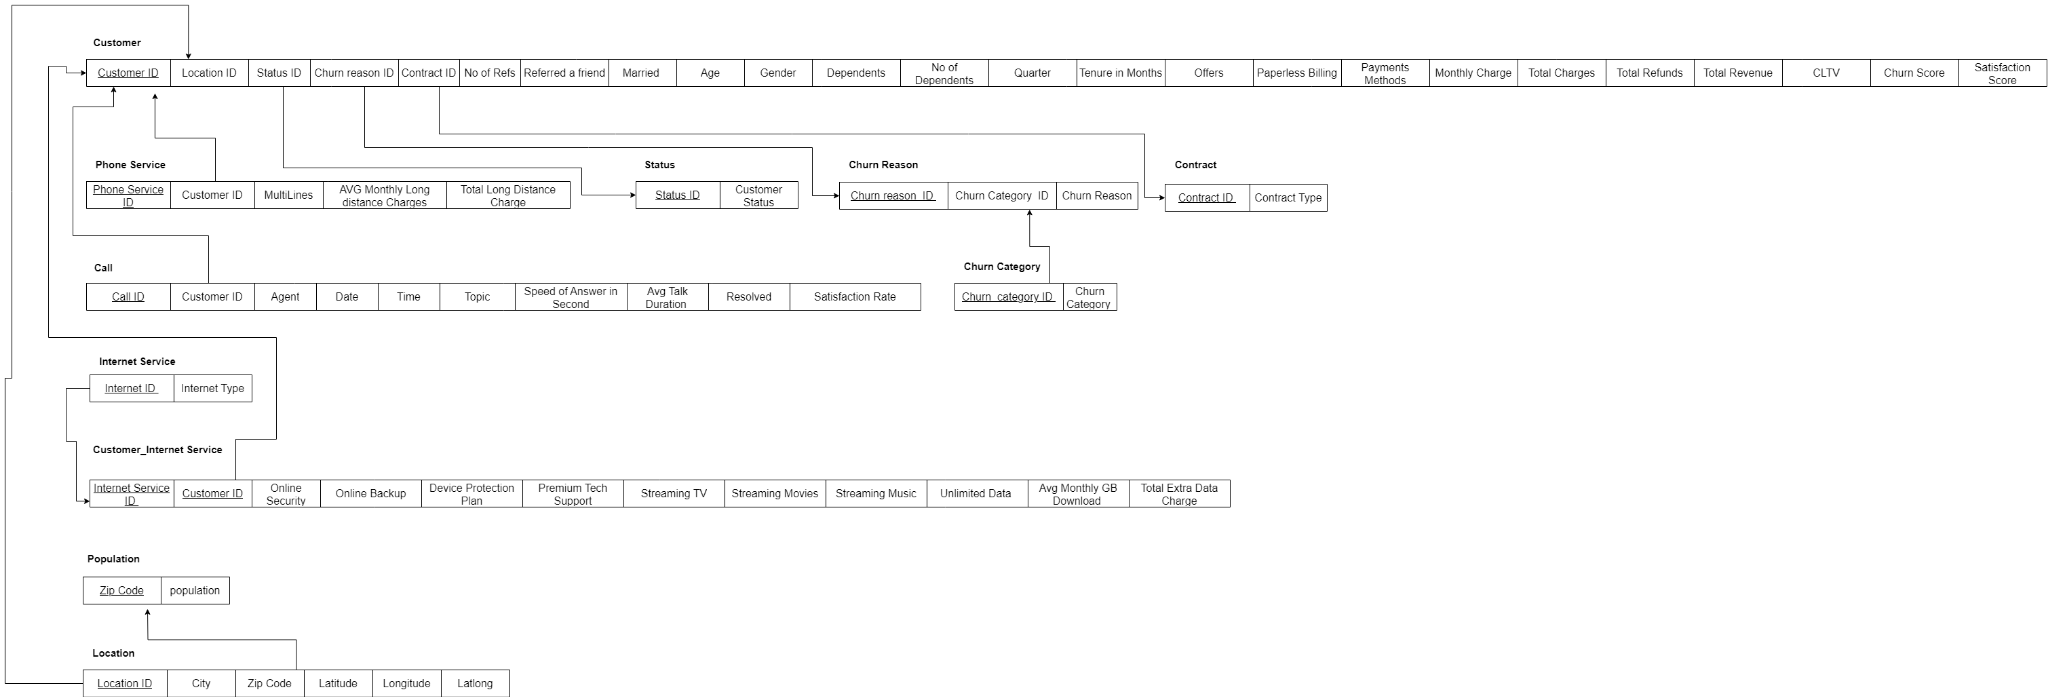 Customer
Customer ID Location ID Status ID Churn reason ID Contract ID No of Refs Referred a friend Married Age Gender Dependents No of Dependents Quarter Tenure in Months Offers Paperless Billing Payments Methods Monthly Charge Total Charges Total Refunds Total Revenue CLTV Churn Score Satisfaction Score
Phone Service Status Churn Reason Contract
Phone Service ID Customer ID MultiLines AVG Monthly Long distance Charges Total Long Distance Charge Status ID Customer Status Churn reason ID Churn Category ID Churn Reason Contract ID Contract Type
Call Churn Category
Call ID Customer ID Agent Date Time Topic Speed of Answer in Second Avg Talk Duration Resolved Satisfaction Rate Churn category ID Churn Category
Internet Service
Internet ID Internet Type
Customer_Internet Service
Internet Service ID Customer ID Online Security Online Backup Device Protection Plan Premium Tech Support Streaming TV Streaming Movies Streaming Music Unlimited Data Avg Monthly GB Download Total Extra Data Charge
Population
Zip Code population
Location
Location ID City Zip Code Latitude Longitude Latlong